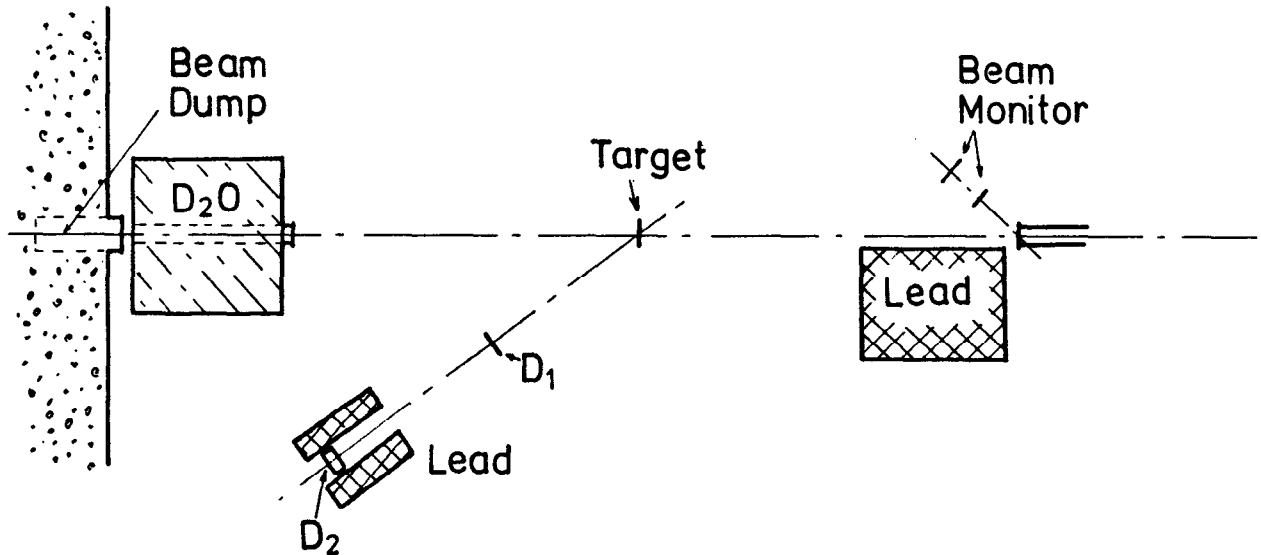 Beam
Dump
D₂O
Target
Beam
Monitor
Lead
D₁
Lead
D₂